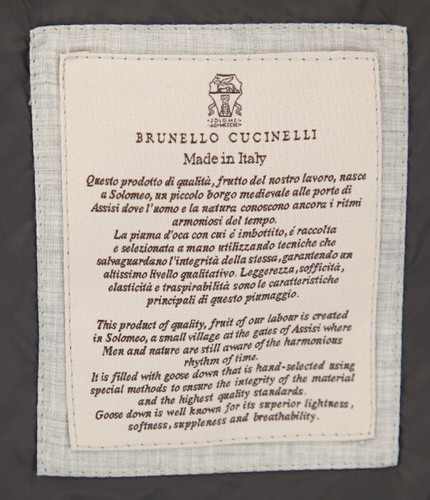 SOLOMEI
BRUNELLO CUCINELLI
Made in Italy
Questo prodotto di qualità, frutto del nostro lavoro, nasce
a Solomeo, un piccolo borgo medievale alle porte di
Assisi dove l'uomo e la natura conoscono ancora i ritmi
armoniosi del tempo.
La piuma d'oca con cui é imbottito, é raccolta
e selezionata a mano utilizzando tecniche che
salvaguardano l'integrità della stessa, garantendo un
altissimo livello qualitativo. Leggerezza, sofficità,
elasticità e traspirabilità sono le caratteristiche
principali di questo piumaggio.
This product of quality, fruit of our labour is created
in Solomeo, a small village at the gates of Assisi where
Men and nature are still aware of the harmonious
rhythm of time.
It is filled with goose down that is hand-selected using
special methods to ensure the integrity of the material
and the highest quality standards.
Goose down is well known for its superior lightness,
softness, suppleness and breathability.